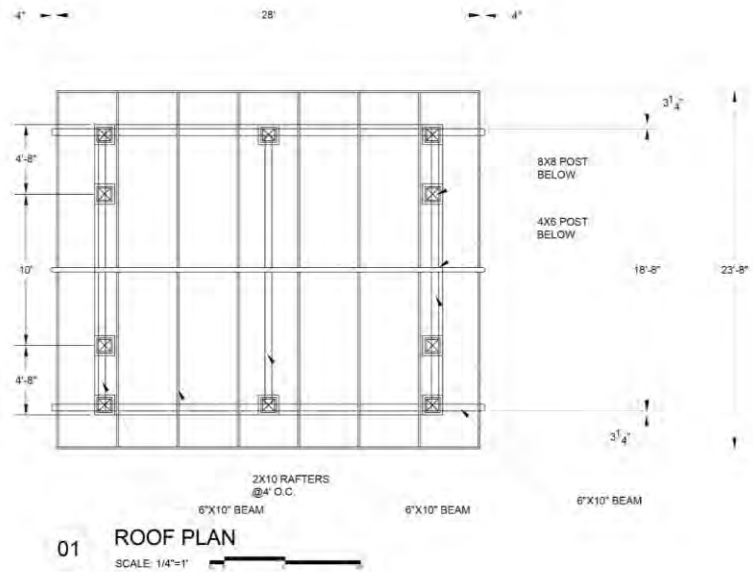 4"
28'
4"
3 1/4"
4'-8"
8X8 POST
BELOW
4X6 POST
BELOW
10'
18'-8"
23'-8"
4'-8"
3 1/4"
2X10 RAFTERS
@4' O.C.
6"X10" BEAM
6"X10" BEAM
6"X10" BEAM
01
ROOF PLAN
SCALE: 1/4"=1'